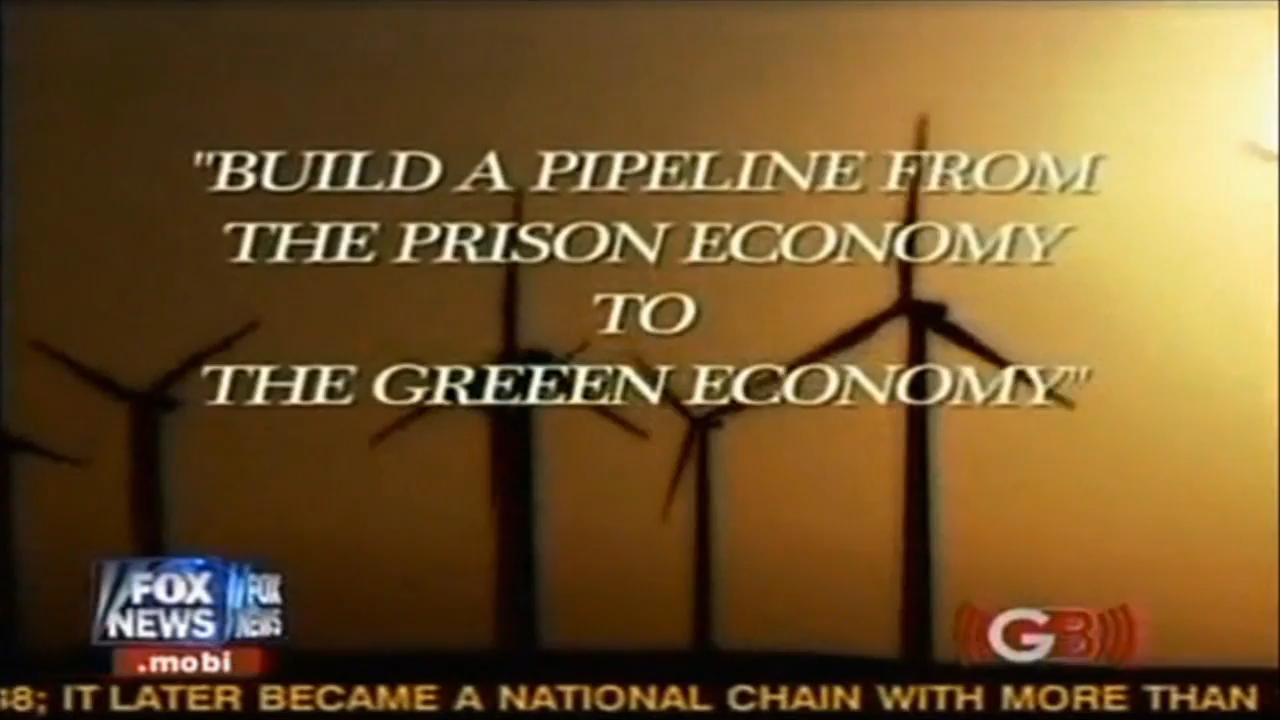 "BUILD A PIPELINE FROM
THE PRISON ECONOMY
TO
THE GREEEN ECONOMY"
FOX
NEWS
FOX
NEWS
.mobi
GB
8; IT LATER BECAME A NATIONAL CHAIN WITH MORE THAN